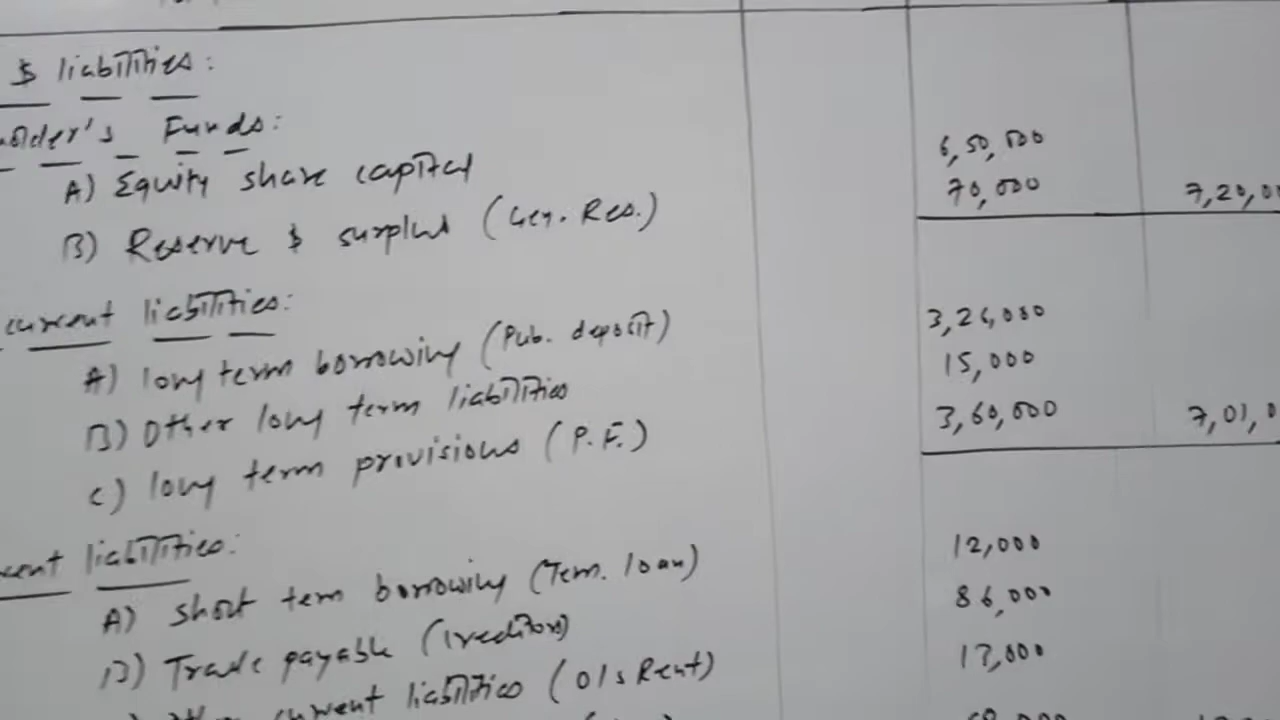 $ liabilities:
Funds:
A) Equity share capital 6,50,000
B) Reserve $ surplus (Gen. Res.) 70,000 7,20,0
current liabilities:
A) long term borrowing (Pub. deposit) 3,26,000
B) Other long term liabilities 15,000
C) long term provisions (P.F.) 3,60,000 7,01,0
liabilities:
A) short term borrowing (Tem. loan) 12,000
B) Trade payable (Creditors) 86,000
current liabilities (O/s Rent)